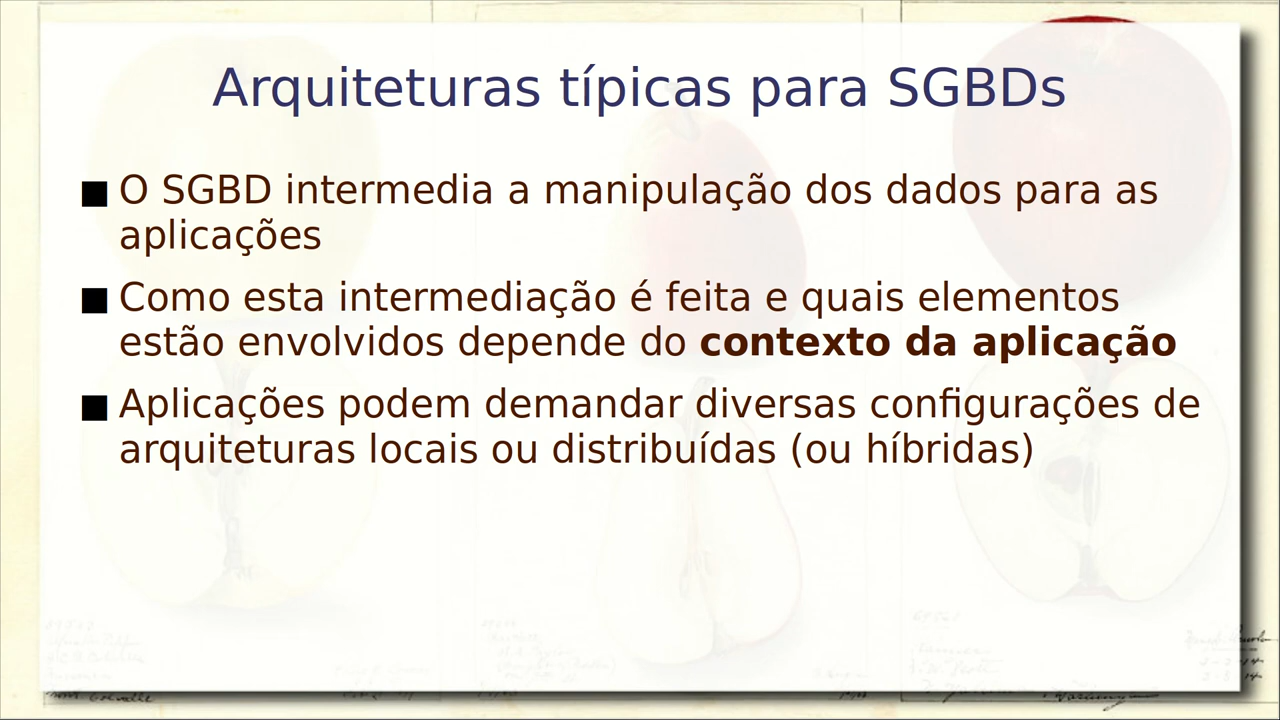 Arquiteturas típicas para SGBDs
■ O SGBD intermedia a manipulação dos dados para as
aplicações
■ Como esta intermediação é feita e quais elementos
estão envolvidos depende do contexto da aplicação
■ Aplicações podem demandar diversas configurações de
arquiteturas locais ou distribuídas (ou híbridas)